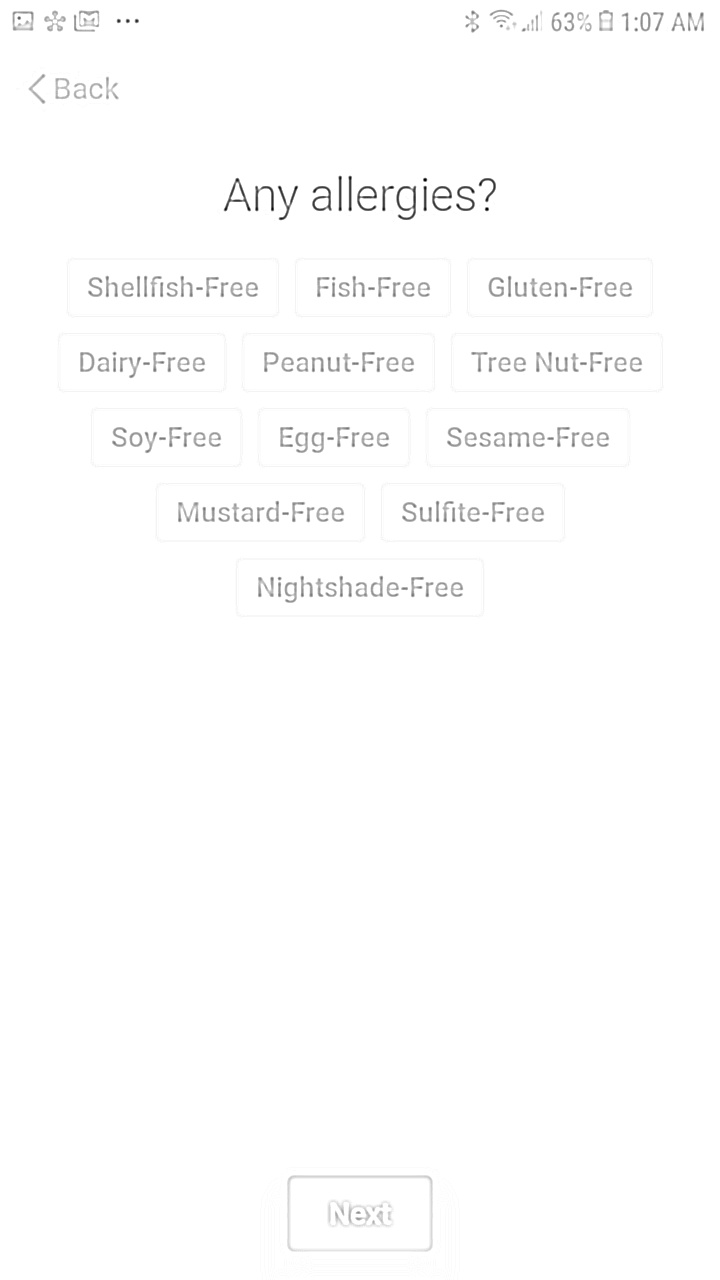 63% 1:07 AM
Back
Any allergies?
Shellfish-Free Fish-Free Gluten-Free
Dairy-Free Peanut-Free Tree Nut-Free
Soy-Free Egg-Free Sesame-Free
Mustard-Free Sulfite-Free
Nightshade-Free
Next